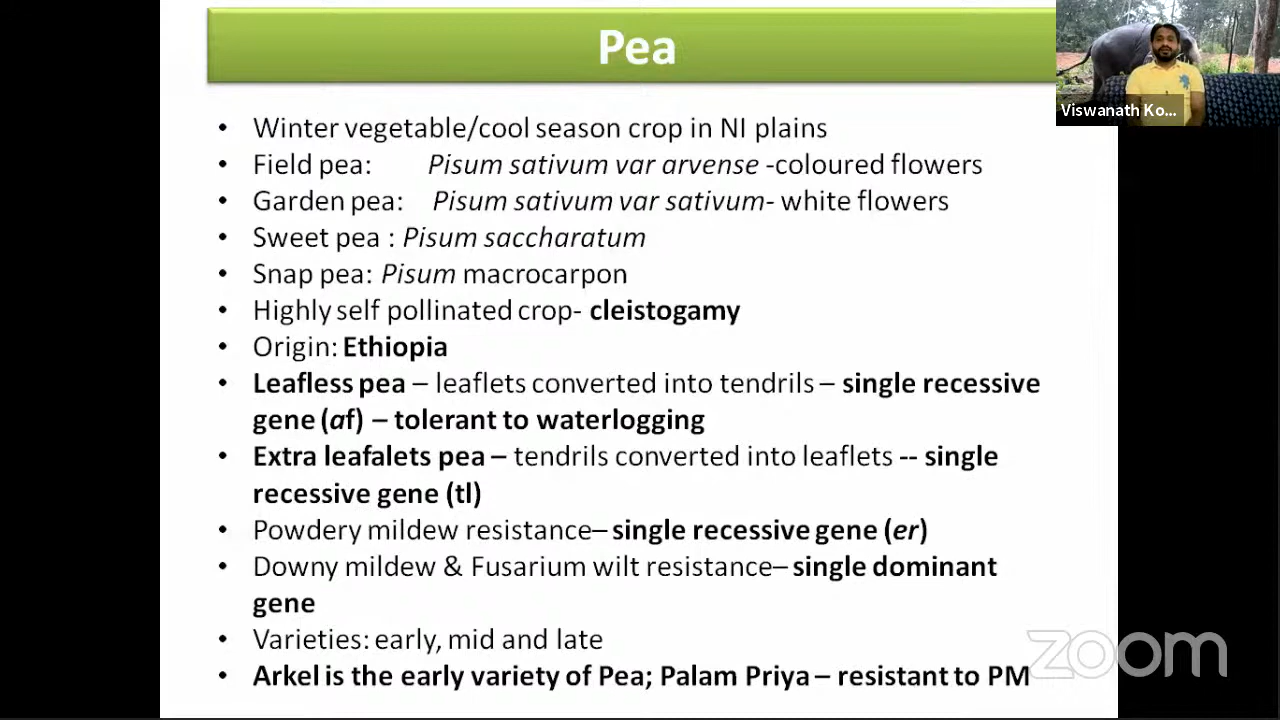 Pea
Viswanath Ko...
• Winter vegetable/cool season crop in NI plains
• Field pea: Pisum sativum var arvense -coloured flowers
• Garden pea: Pisum sativum var sativum- white flowers
• Sweet pea : Pisum saccharatum
• Snap pea: Pisum macrocarpon
• Highly self pollinated crop- cleistogamy
• Origin: Ethiopia
• Leafless pea – leaflets converted into tendrils – single recessive
gene (af) – tolerant to waterlogging
• Extra leafalets pea – tendrils converted into leaflets -- single
recessive gene (tl)
• Powdery mildew resistance– single recessive gene (er)
• Downy mildew & Fusarium wilt resistance– single dominant
gene
• Varieties: early, mid and late
• Arkel is the early variety of Pea; Palam Priya – resistant to PM
zoom